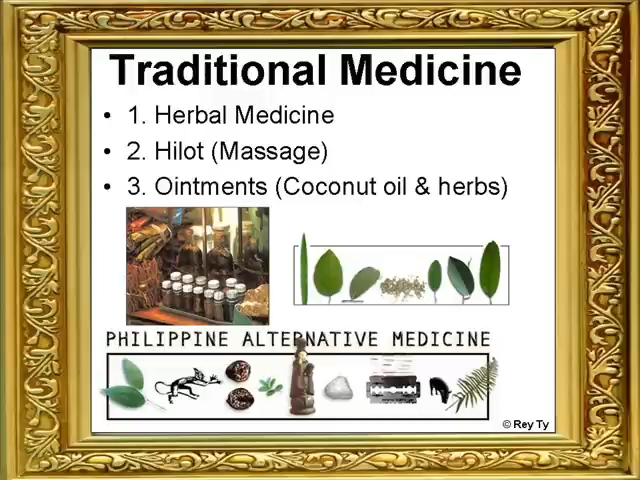 Traditional Medicine
• 1. Herbal Medicine
• 2. Hilot (Massage)
• 3. Ointments (Coconut oil & herbs)
PHILIPPINE ALTERNATIVE MEDICINE
© Rey Ty